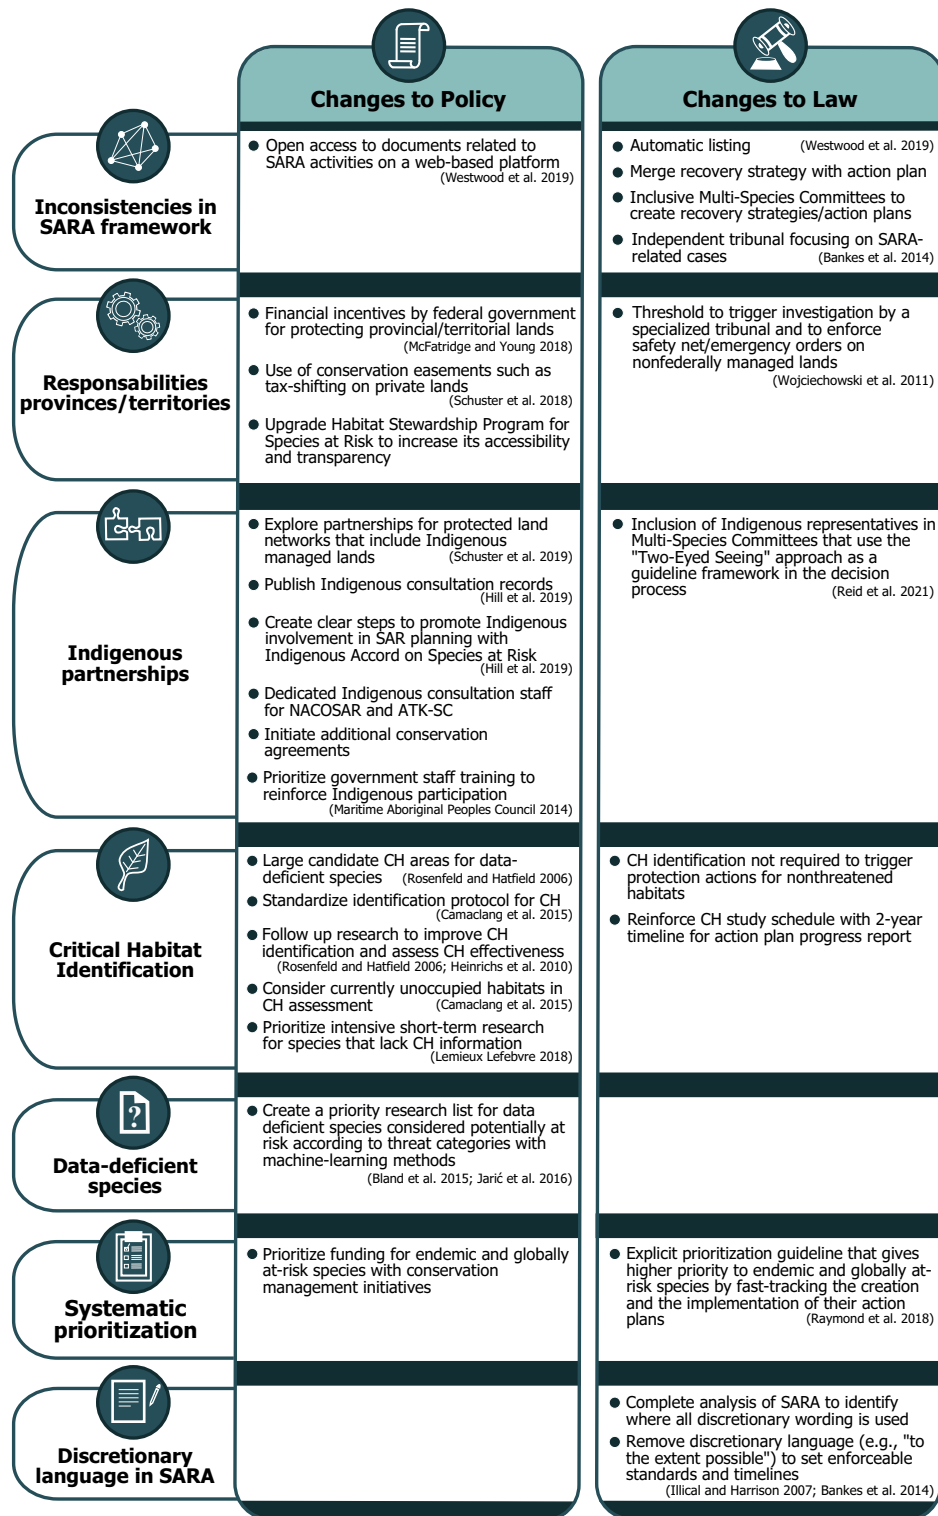 Changes to Policy
Changes to Law
Inconsistencies in
SARA framework
● Open access to documents related to
SARA activities on a web-based platform
(Westwood et al. 2019)
● Automatic listing (Westwood et al. 2019)
● Merge recovery strategy with action plan
● Inclusive Multi-Species Committees to
create recovery strategies/action plans
● Independent tribunal focusing on SARA-
related cases (Bankes et al. 2014)
Responsabilities
provinces/territories
● Financial incentives by federal government
for protecting provincial/territorial lands
(McFatridge and Young 2018)
● Use of conservation easements such as
tax-shifting on private lands
(Schuster et al. 2018)
● Upgrade Habitat Stewardship Program for
Species at Risk to increase its accessibility
and transparency
● Threshold to trigger investigation by a
specialized tribunal and to enforce
safety net/emergency orders on
nonfederally managed lands
(Wojciechowski et al. 2011)
Indigenous
partnerships
● Explore partnerships for protected land
networks that include Indigenous
managed lands (Schuster et al. 2019)
● Publish Indigenous consultation records
(Hill et al. 2019)
● Create clear steps to promote Indigenous
involvement in SAR planning with
Indigenous Accord on Species at Risk
(Hill et al. 2019)
● Dedicated Indigenous consultation staff
for NACOSAR and ATK-SC
● Initiate additional conservation
agreements
● Prioritize government staff training to
reinforce Indigenous participation
(Maritime Aboriginal Peoples Council 2014)
● Inclusion of Indigenous representatives in
Multi-Species Committees that use the
"Two-Eyed Seeing" approach as a
guideline framework in the decision
process (Reid et al. 2021)
Critical Habitat
Identification
● Large candidate CH areas for data-
deficient species (Rosenfeld and Hatfield 2006)
● Standardize identification protocol for CH
(Camaclang et al. 2015)
● Follow up research to improve CH
identification and assess CH effectiveness
(Rosenfeld and Hatfield 2006; Heinrichs et al. 2010)
● Consider currently unoccupied habitats in
CH assessment (Camaclang et al. 2015)
● Prioritize intensive short-term research
for species that lack CH information
(Lemieux Lefebvre 2018)
● CH identification not required to trigger
protection actions for nonthreatened
habitats
● Reinforce CH study schedule with 2-year
timeline for action plan progress report
?
Data-deficient
species
● Create a priority research list for data
deficient species considered potentially at
risk according to threat categories with
machine-learning methods
(Bland et al. 2015; Jarić et al. 2016)
Systematic
prioritization
● Prioritize funding for endemic and globally
at-risk species with conservation
management initiatives
● Explicit prioritization guideline that gives
higher priority to endemic and globally at-
risk species by fast-tracking the creation
and the implementation of their action
plans (Raymond et al. 2018)
Discretionary
language in SARA
● Complete analysis of SARA to identify
where all discretionary wording is used
● Remove discretionary language (e.g., "to
the extent possible") to set enforceable
standards and timelines
(Illical and Harrison 2007; Bankes et al. 2014)